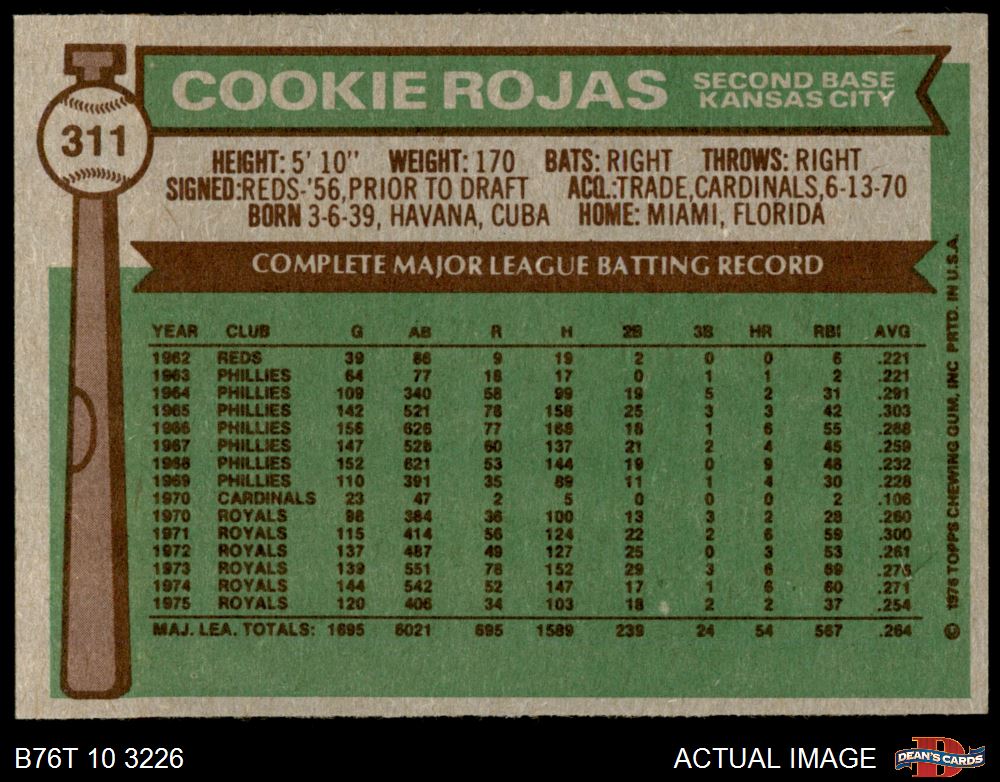 COOKIE ROJAS
SECOND BASE
KANSAS CITY
311
HEIGHT: 5' 10" WEIGHT: 170 BATS: RIGHT THROWS: RIGHT
SIGNED:REDS-'56,PRIOR TO DRAFT ACQ.:TRADE,CARDINALS,6-13-70
BORN 3-6-39, HAVANA, CUBA HOME: MIAMI, FLORIDA
COMPLETE MAJOR LEAGUE BATTING RECORD
YEAR CLUB G AB R H 2B 3B HR RBI AVG
1962 REDS 39 86 9 19 2 0 0 6 .221
1963 PHILLIES 64 77 18 17 0 1 1 2 .221
1964 PHILLIES 109 340 58 99 19 5 2 31 .291
1965 PHILLIES 142 521 78 158 25 3 3 42 .303
1966 PHILLIES 156 626 77 168 18 1 6 55 .268
1967 PHILLIES 147 528 60 137 21 2 4 45 .259
1968 PHILLIES 152 621 53 144 19 0 9 48 .232
1969 PHILLIES 110 391 35 89 11 1 4 30 .228
1970 CARDINALS 23 47 2 5 0 0 0 2 .106
1970 ROYALS 98 384 36 100 13 3 2 28 .260
1971 ROYALS 115 414 56 124 22 2 6 59 .300
1972 ROYALS 137 487 49 127 25 0 3 53 .261
1973 ROYALS 139 551 78 152 29 3 6 69 .276
1974 ROYALS 144 542 52 147 17 1 6 60 .271
1975 ROYALS 120 406 34 103 18 2 2 37 .254
MAJ. LEA. TOTALS: 1695 6021 695 1589 239 24 54 567 .264
© 1976 TOPPS CHEWING GUM, INC PRTD. IN U.S.A.
B76T 10 3226
ACTUAL IMAGE
DEAN'S CARDS